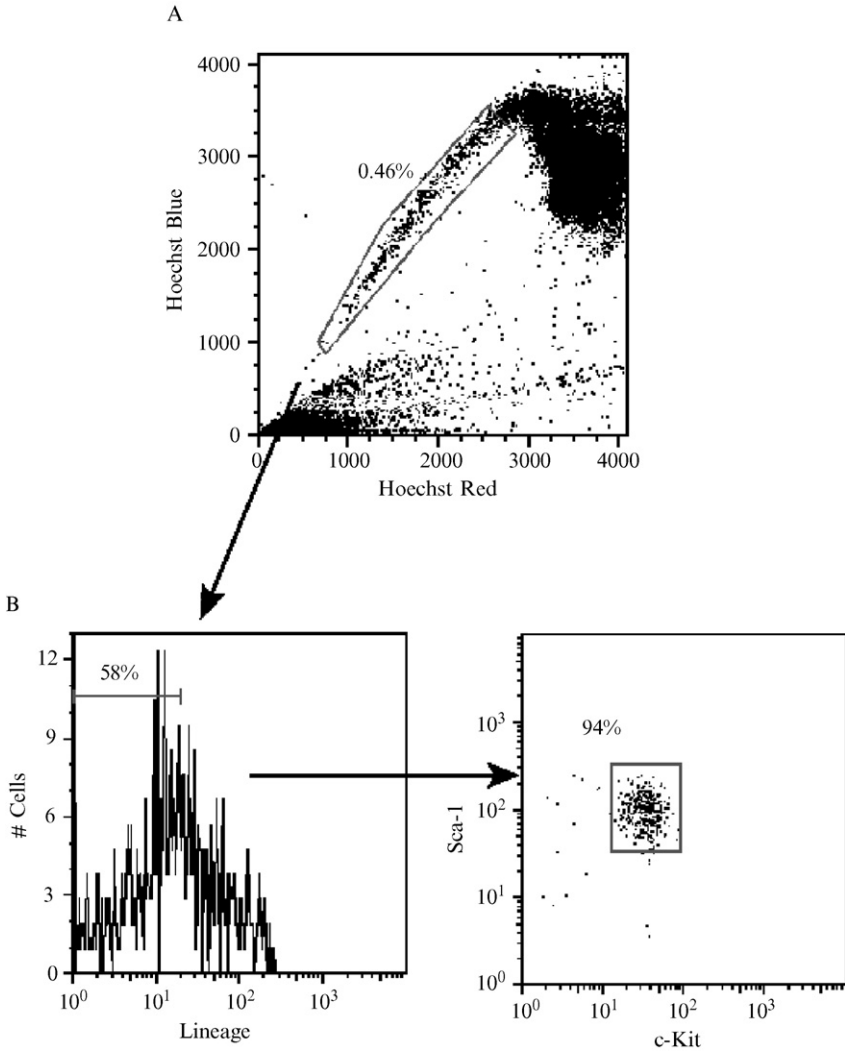 A
4000
3000
2000
1000
0
Hoechst Blue
0.46%
0 1000 2000 3000 4000
Hoechst Red
B
12
9
6
3
0
# Cells
58%
10^0 10^1 10^2 10^3
Lineage
10^3
10^2
10^1
10^0
Sca-1
94%
10^0 10^1 10^2 10^3
c-Kit